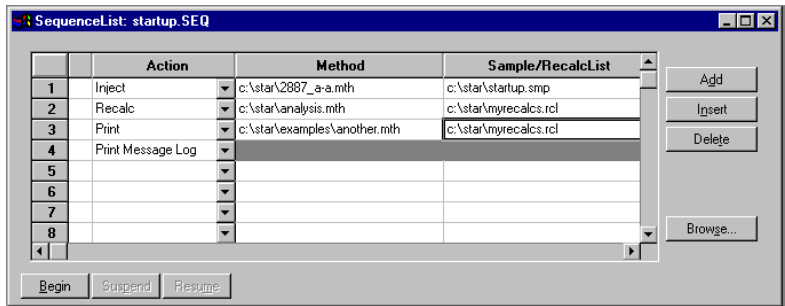 SequenceList: startup.SEQ
Action Method Sample/RecalcList
1 Inject c:\star\2887_a-a.mth c:\star\startup.smp
2 Recalc c:\star\analysis.mth c:\star\myrecalcs.rcl
3 Print c:\star\examples\another.mth c:\star\myrecalcs.rcl
4 Print Message Log
5
6
7
8
Add
Insert
Delete
Browse...
Begin Suspend Resume